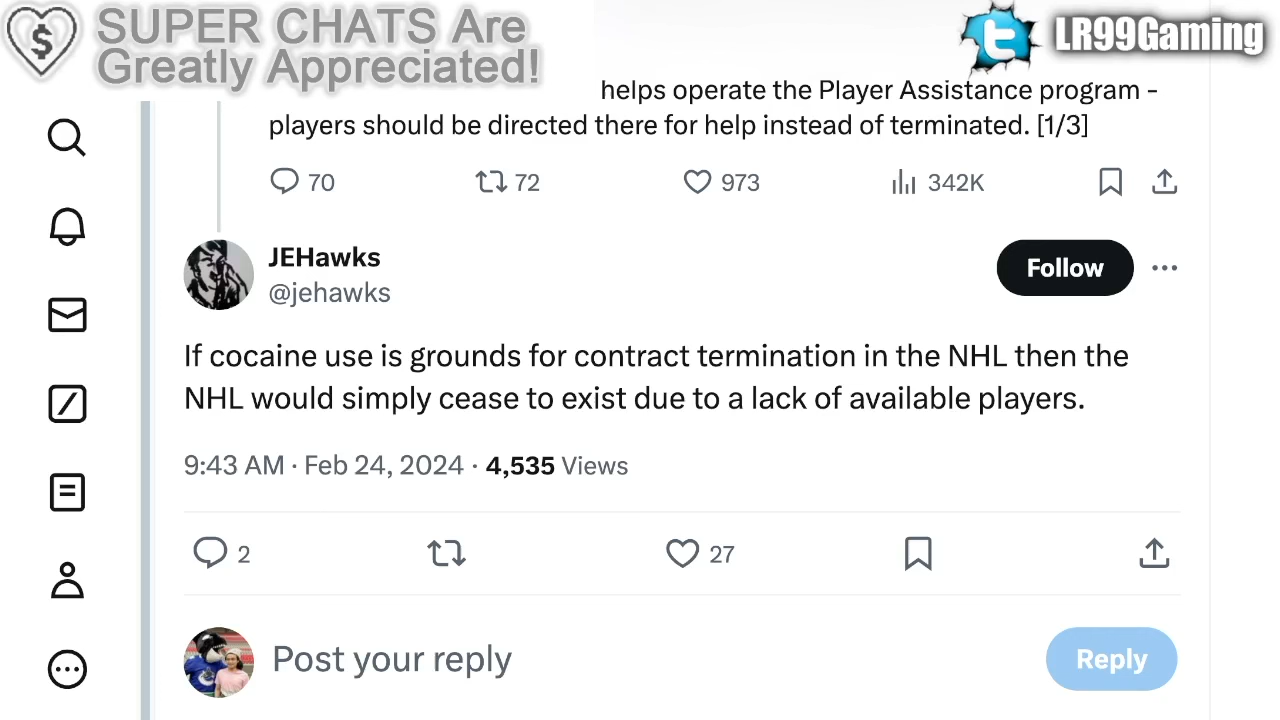 SUPER CHATS Are
Greatly Appreciated!
LR99Gaming
helps operate the Player Assistance program -
players should be directed there for help instead of terminated. [1/3]
70 72 973 342K
JEHawks
@jehawks
Follow
If cocaine use is grounds for contract termination in the NHL then the
NHL would simply cease to exist due to a lack of available players.
9:43 AM · Feb 24, 2024 · 4,535 Views
2 27
Post your reply
Reply